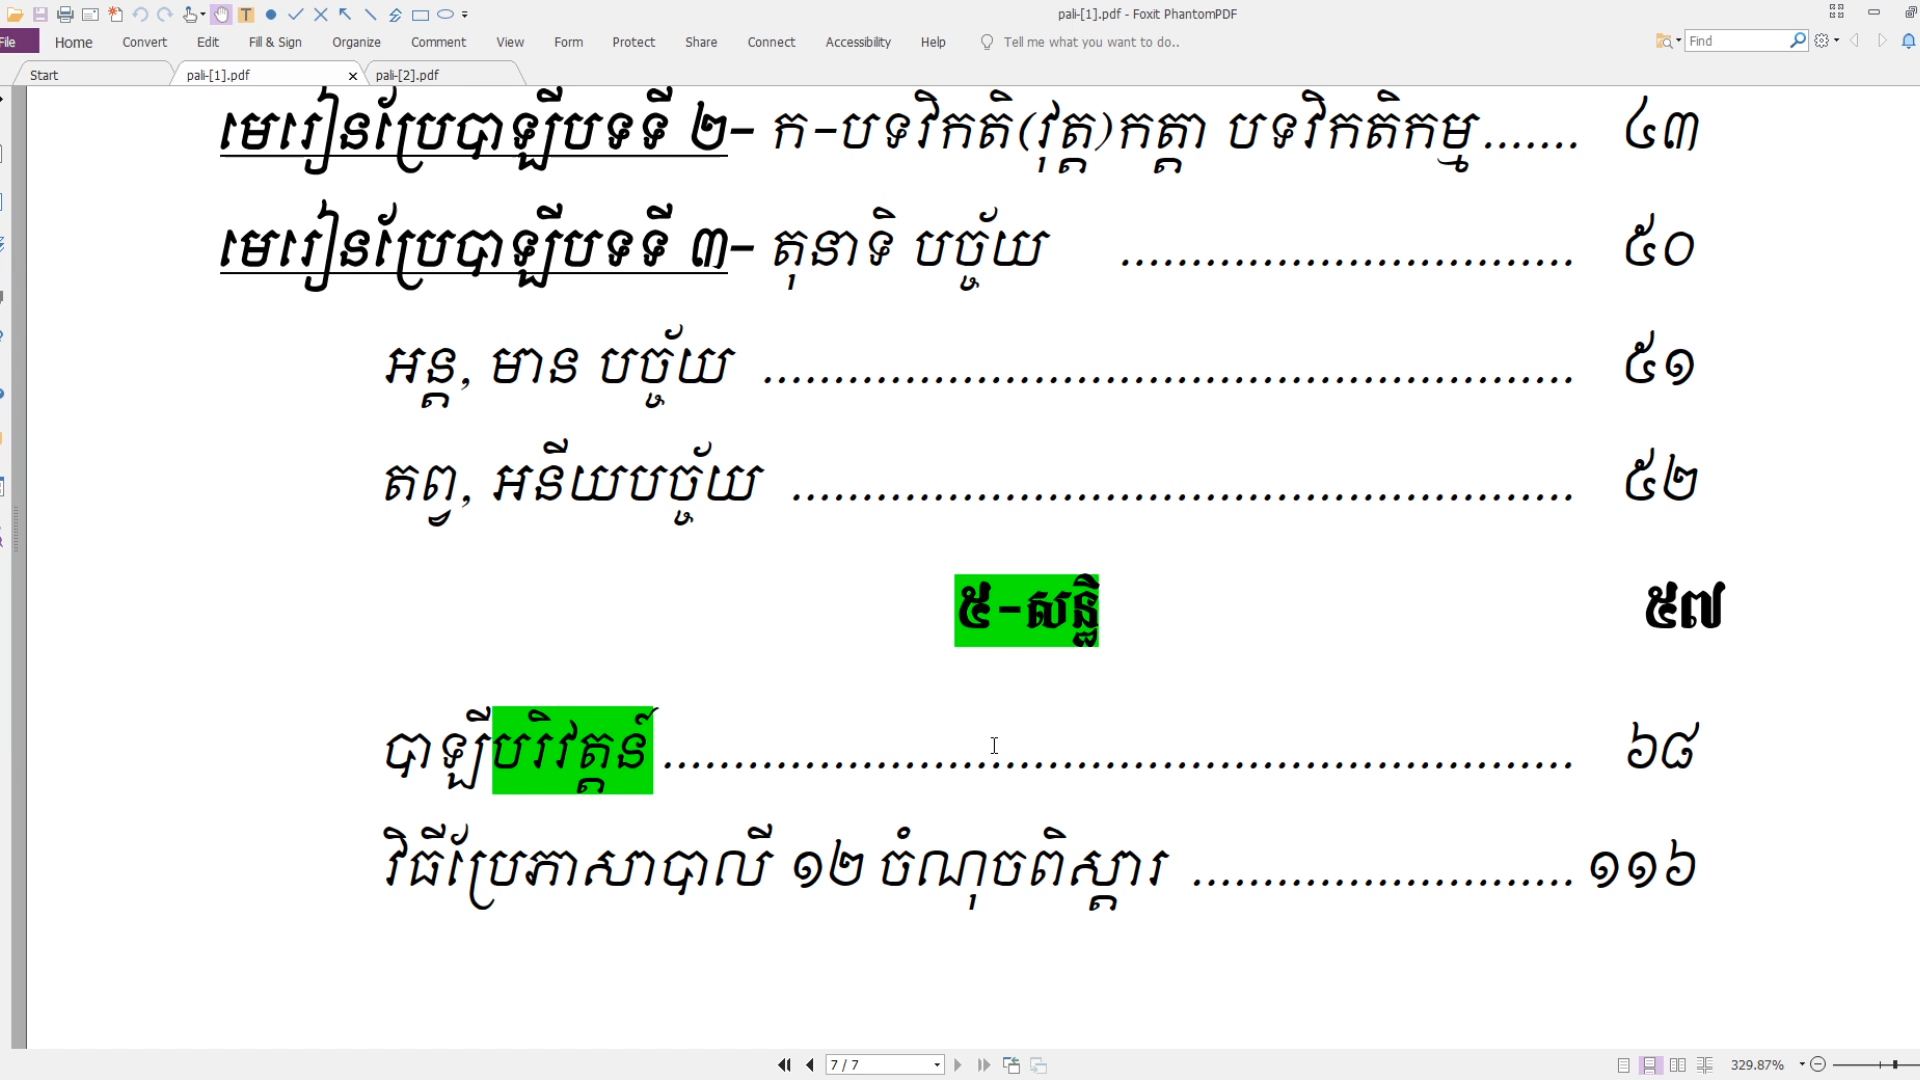 pali-[1].pdf - Foxit PhantomPDF
File Home Convert Edit Fill & Sign Organize Comment View Form Protect Share Connect Accessibility Help Tell me what you want to do.. Find
Start pali-[1].pdf pali-[2].pdf
មេរៀនប្រែបាឡីបទទី ២- ក-បទវិកតិ(វុត្ត)កត្តា បទវិកតិកម្ម....... ៤៣
មេរៀនប្រែបាឡីបទទី ៣- តុនាទិ បច្ច័យ ................................ ៥០
អន្ត, មាន បច្ច័យ ......................................................... ៥១
តព្វ, អនីយបច្ច័យ ....................................................... ៥២
៥-សន្ធិ ៥៧
បាឡីបរិវត្តន៍ ................................................................ ៦៨
វិធីប្រែភាសាបាលី ១២ ចំណុចពិស្តារ ........................... ១១៦
7 / 7 329.87%